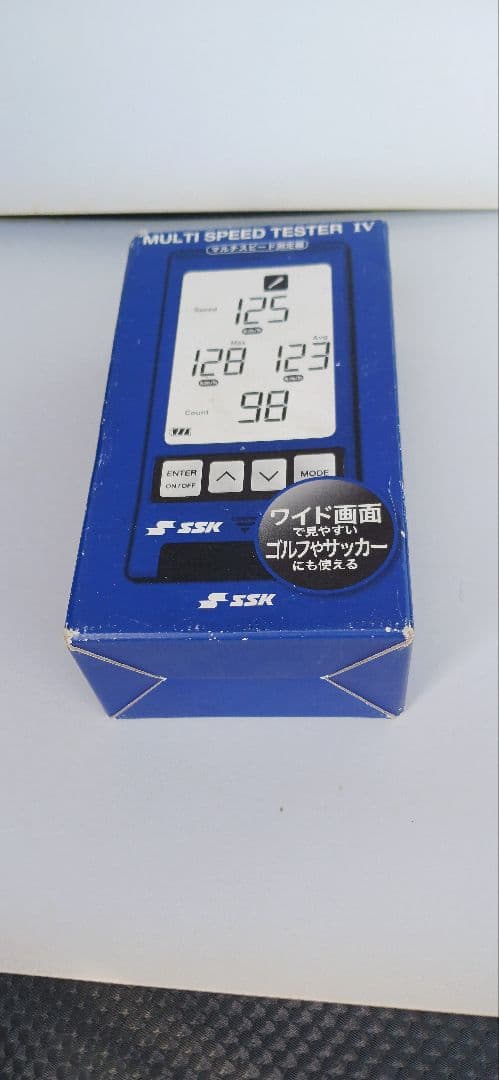 MULTI SPEED TESTER IV
マルチスピード測定器
Speed 125
km/h
Max Avg
128 123
km/h km/h
Count 98
ENTER
ON/OFF
MODE
SSK
ワイド画面
で見やすい
ゴルフやサッカー
にも使える
SSK